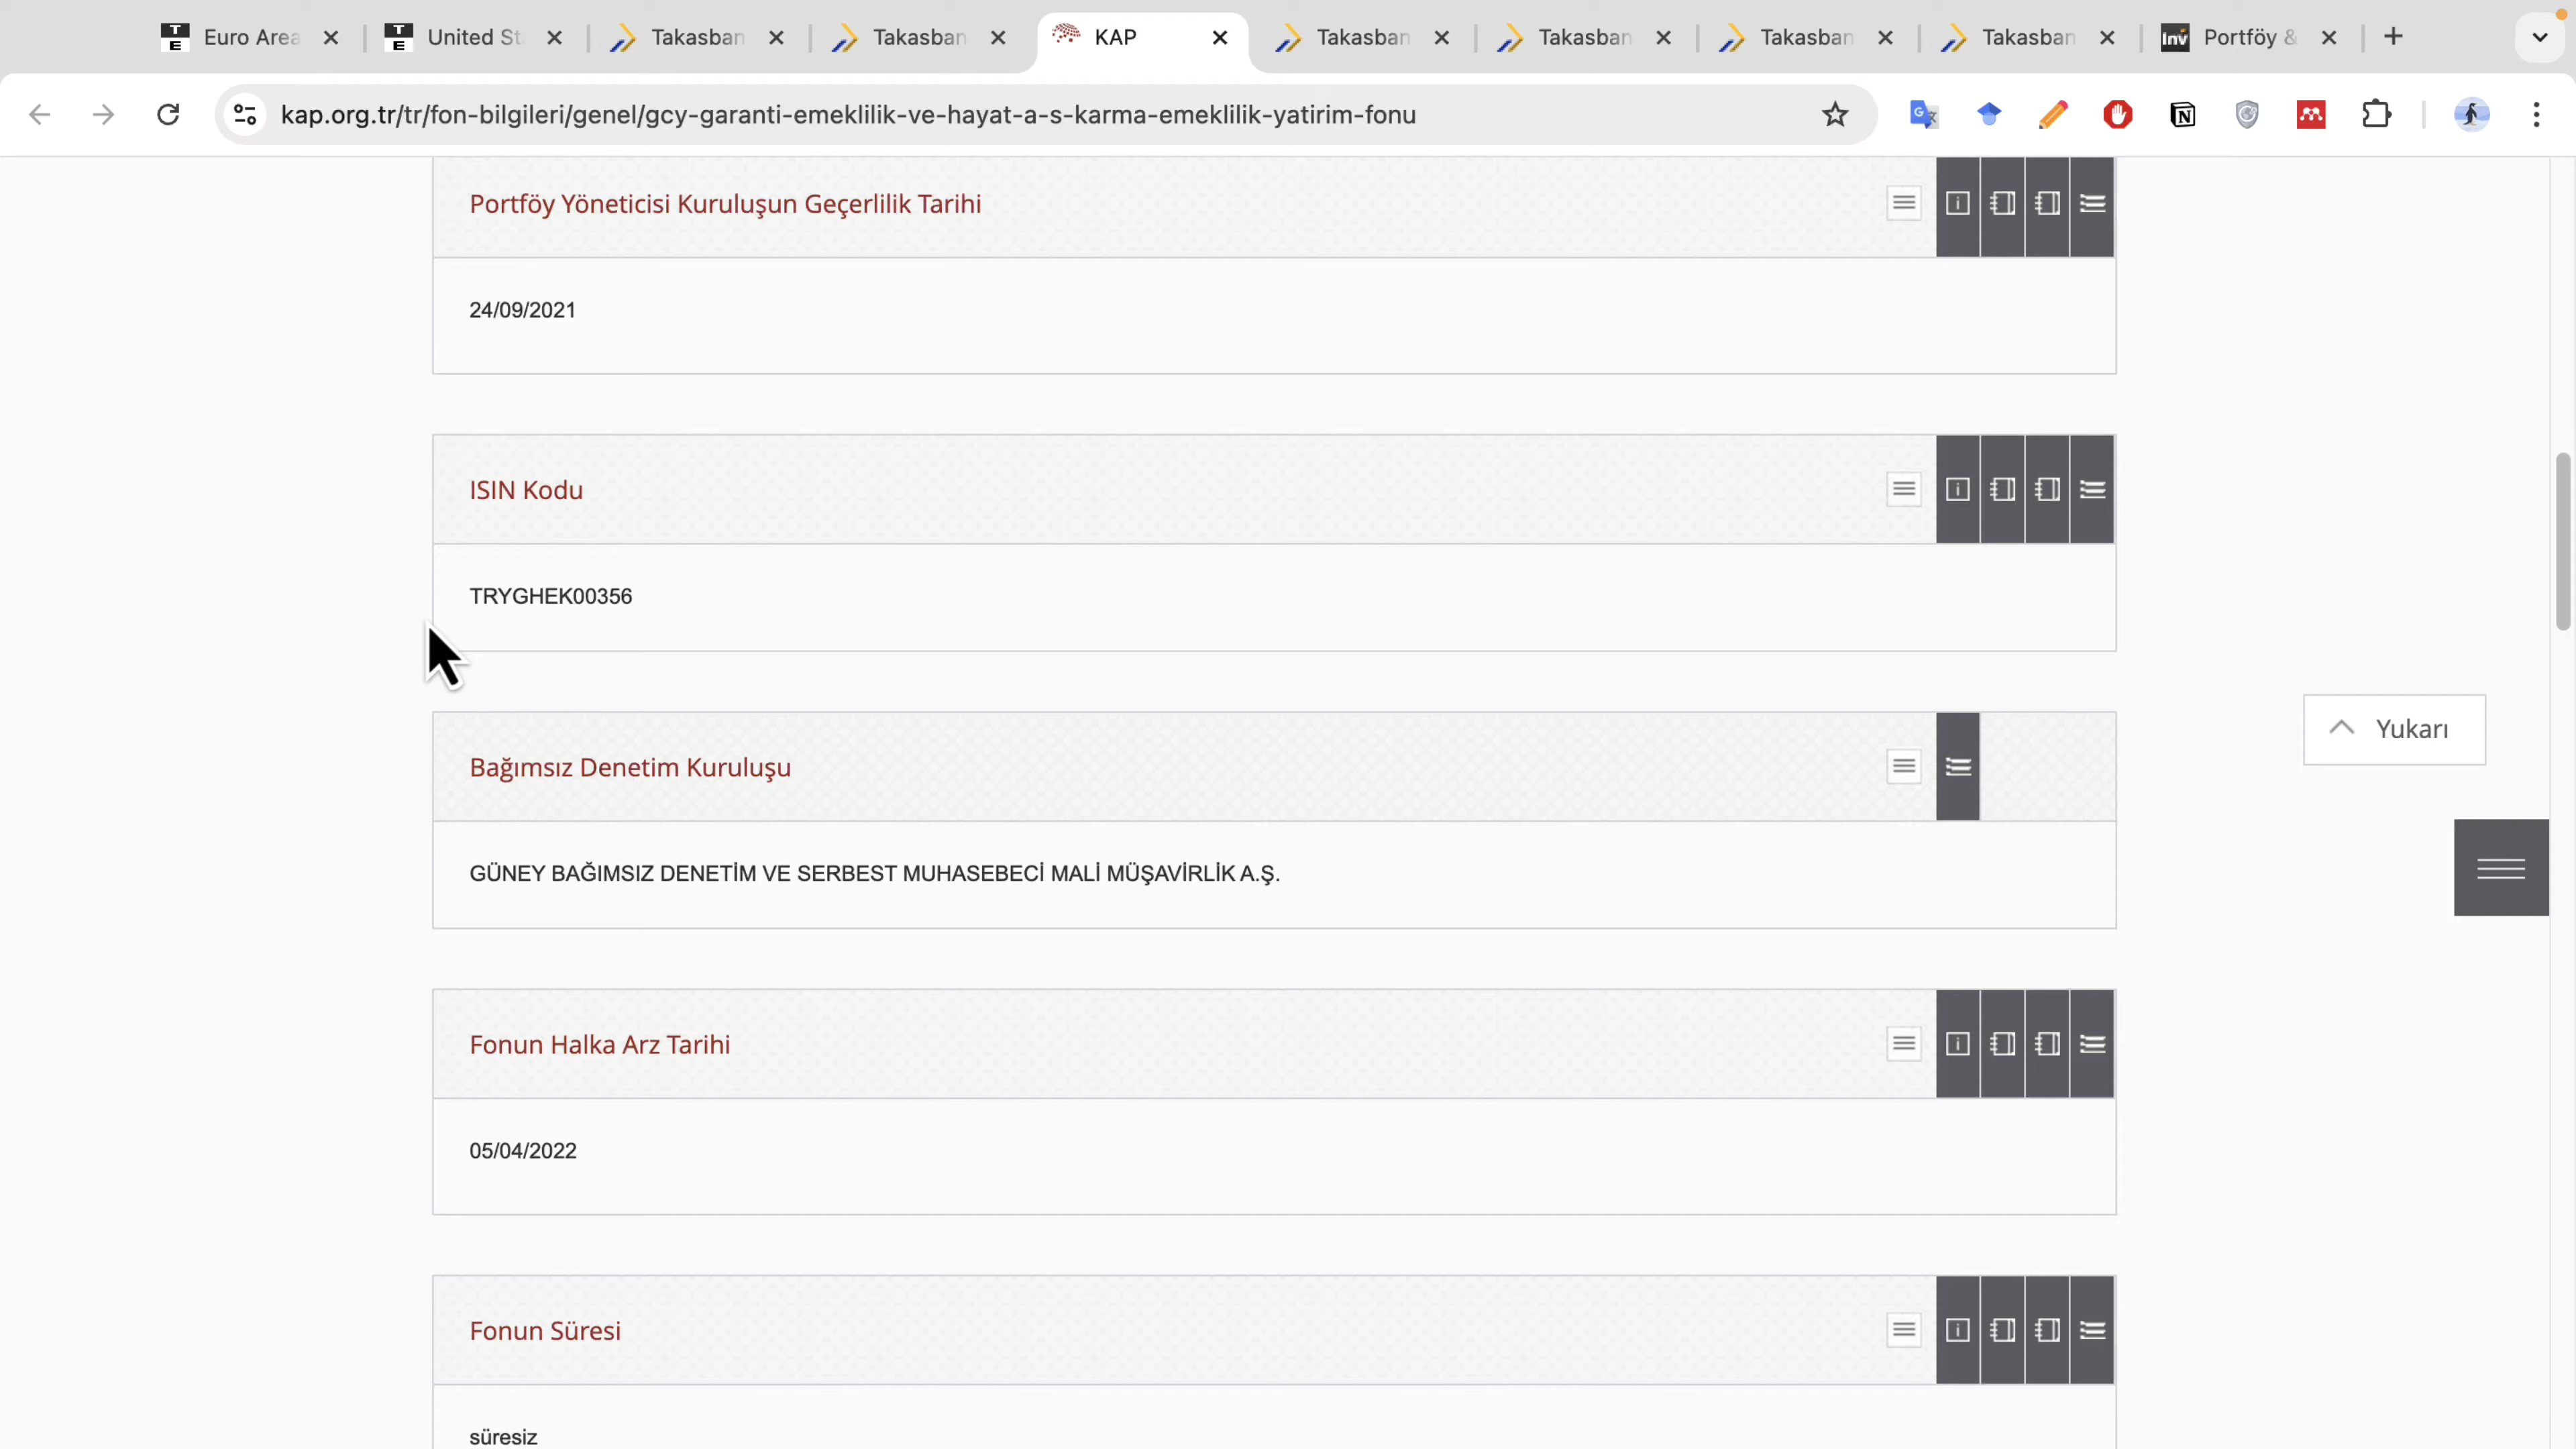 Euro Area
United St
Takasban
Takasban
KAP
Takasban
Takasban
Takasban
Takasban
Portföy &
kap.org.tr/tr/fon-bilgileri/genel/gcy-garanti-emeklilik-ve-hayat-a-s-karma-emeklilik-yatirim-fonu
Portföy Yöneticisi Kuruluşun Geçerlilik Tarihi
24/09/2021
ISIN Kodu
TRYGHEK00356
Bağımsız Denetim Kuruluşu
GÜNEY BAĞIMSIZ DENETİM VE SERBEST MUHASEBECİ MALİ MÜŞAVİRLİK A.Ş.
Yukarı
Fonun Halka Arz Tarihi
05/04/2022
Fonun Süresi
süresiz